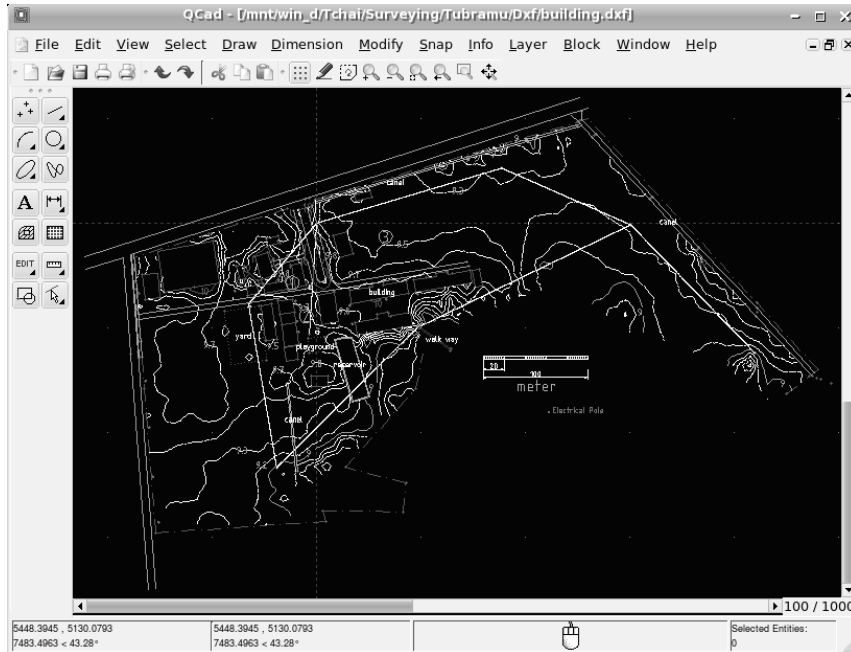 QCad - [/mnt/win_d/Tchai/Surveying/Tubramu/Dxf/building.dxf]
File Edit View Select Draw Dimension Modify Snap Info Layer Block Window Help
A
EDIT
canal
canal
building
yard
playground
walk way
reservoir
canal
20
100
meter
Electrical Pole
100 / 1000
5448.3945 , 5130.0793
7483.4963 < 43.28°
5448.3945 , 5130.0793
7483.4963 < 43.28°
Selected Entities:
0